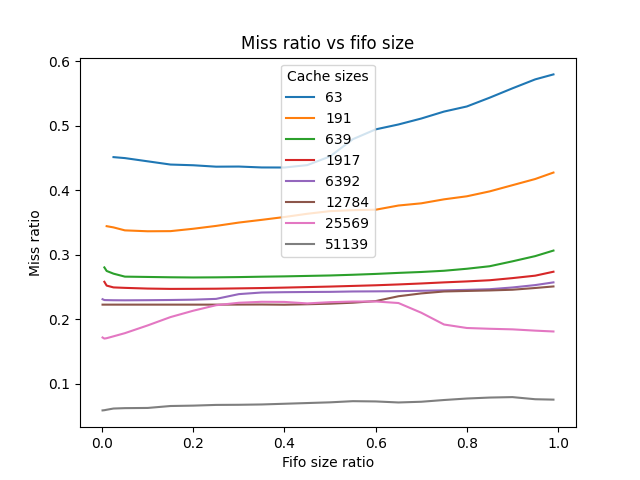 Miss ratio vs fifo size
0.6
0.5
0.4
0.3
0.2
0.1
Miss ratio
Cache sizes
63
191
639
1917
6392
12784
25569
51139
0.0 0.2 0.4 0.6 0.8 1.0
Fifo size ratio